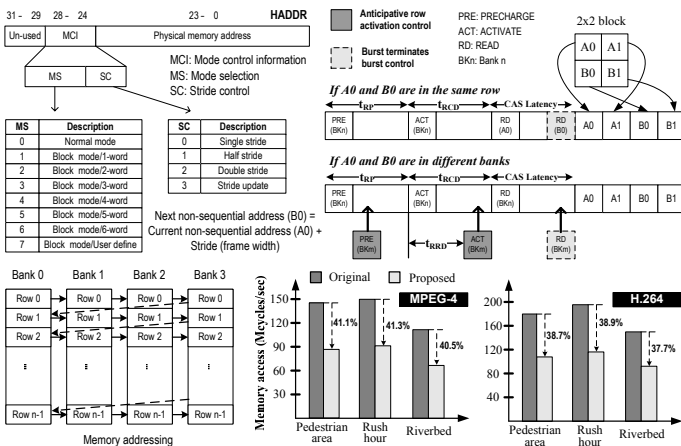 31 - 29 28 - 24 23 - 0 HADDR
Un-used MCI Physical memory address
MCI: Mode control information
MS: Mode selection
SC: Stride control
MS SC
MS Description
0 Normal mode
1 Block mode/1-word
2 Block mode/2-word
3 Block mode/3-word
4 Block mode/4-word
5 Block mode/5-word
6 Block mode/6-word
7 Block mode/User define
SC Description
0 Single stride
1 Half stride
2 Double stride
3 Stride update
Next non-sequential address (B0) =
Current non-sequential address (A0) +
Stride (frame width)
Anticipative row
activation control
Burst terminates
burst control
PRE: PRECHARGE
ACT: ACTIVATE
RD: READ
BKn: Bank n
2x2 block
A0 A1
B0 B1
If A0 and B0 are in the same row
tRP tRCD CAS Latency
PRE (BKn) ACT (BKn) RD (A0) RD (B0) A0 A1 B0 B1
If A0 and B0 are in different banks
tRP tRCD CAS Latency
PRE (BKn) ACT (BKn) RD (BKn) A0 A1 B0 B1
PRE (BKm) tRRD ACT (BKm) RD (BKm)
Bank 0 Bank 1 Bank 2 Bank 3
Row 0 Row 0 Row 0 Row 0
Row 1 Row 1 Row 1 Row 1
Row 2 Row 2 Row 2 Row 2
... ... ... ...
Row n-1 Row n-1 Row n-1 Row n-1
Memory addressing
Original Proposed
Memory access (Mcycles/sec)
MPEG-4
150
120
90
60
30
41.1% 41.3% 40.5%
Pedestrian area
Rush hour
Riverbed
H.264
200
160
120
80
40
38.7% 38.9% 37.7%
Pedestrian area
Rush hour
Riverbed